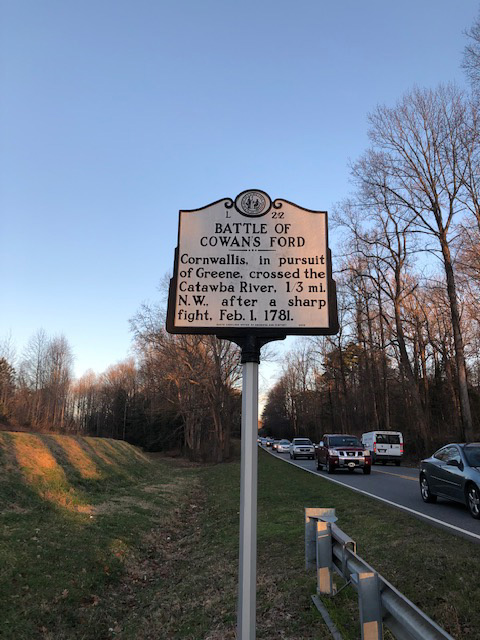 L 22
BATTLE OF
COWAN'S FORD
Cornwallis, in pursuit
of Greene, crossed the
Catawba River, 1/3 mi.
N.W., after a sharp
fight, Feb. 1, 1781.